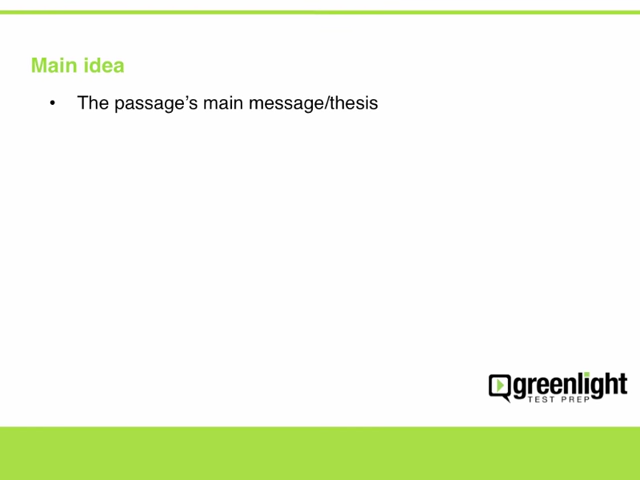 Main idea
• The passage's main message/thesis
greenlight
TEST PREP